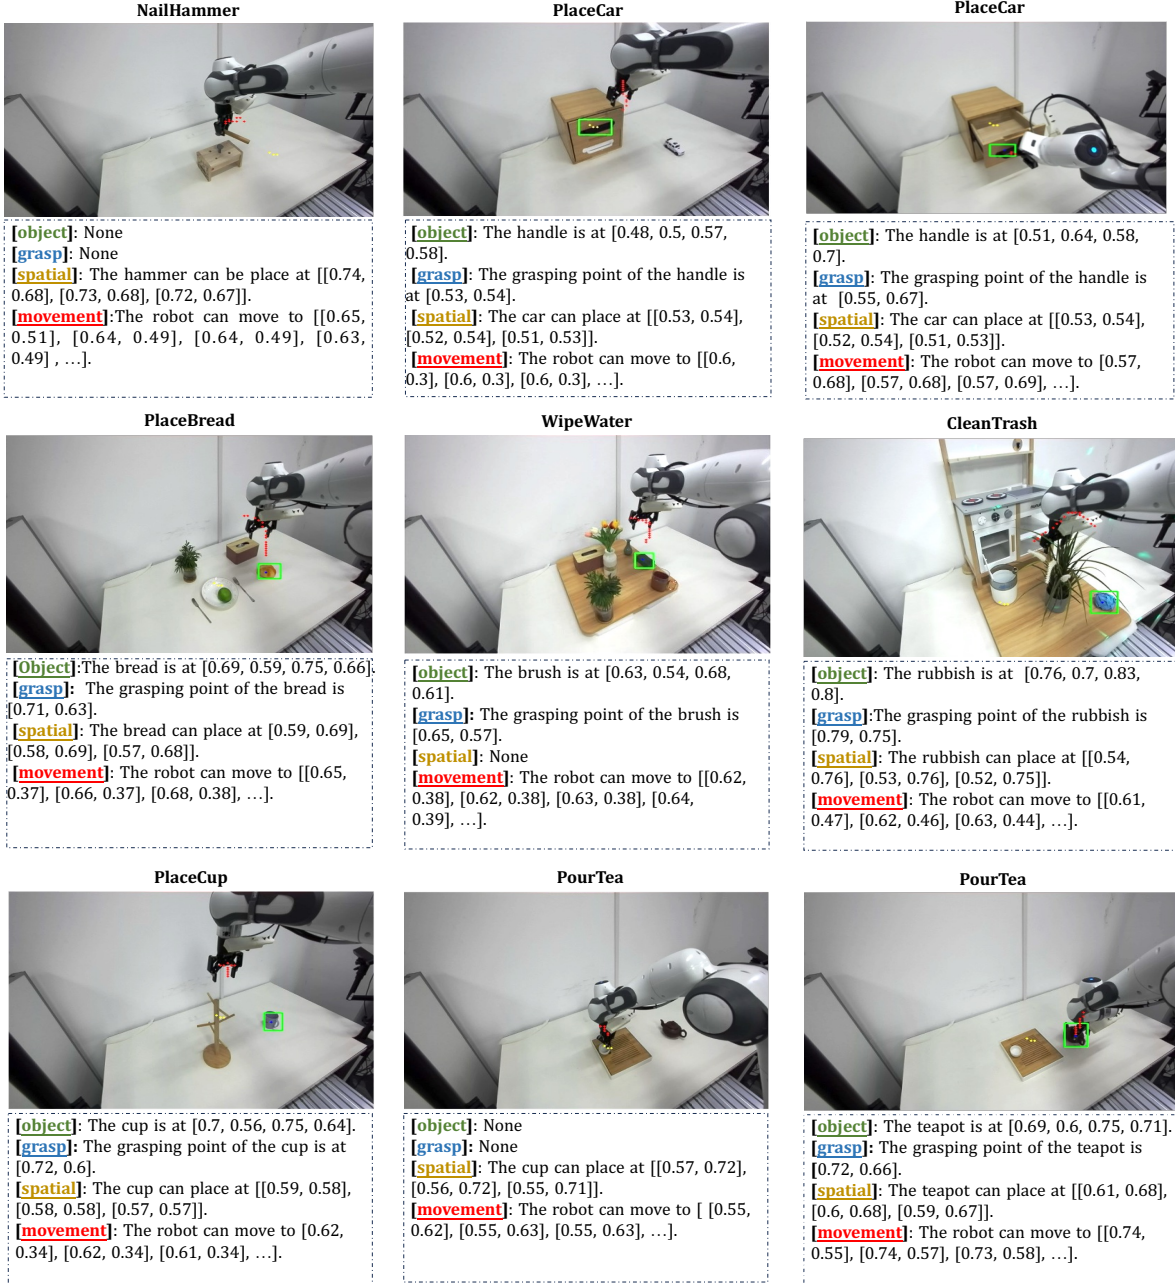 NailHammer
[object]: None
[grasp]: None
[spatial]: The hammer can be place at [[0.74,
0.68], [0.73, 0.68], [0.72, 0.67]].
[movement]:The robot can move to [[0.65,
0.51], [0.64, 0.49], [0.64, 0.49], [0.63,
0.49] , …].
PlaceCar
[object]: The handle is at [0.48, 0.5, 0.57,
0.58].
[grasp]: The grasping point of the handle is
at [0.53, 0.54].
[spatial]: The car can place at [[0.53, 0.54],
[0.52, 0.54], [0.51, 0.53]].
[movement]: The robot can move to [[0.6,
0.3], [0.6, 0.3], [0.6, 0.3], …].
PlaceCar
[object]: The handle is at [0.51, 0.64, 0.58,
0.7].
[grasp]: The grasping point of the handle is
at [0.55, 0.67].
[spatial]: The car can place at [[0.53, 0.54],
[0.52, 0.54], [0.51, 0.53]].
[movement]: The robot can move to [0.57,
0.68], [0.57, 0.68], [0.57, 0.69], …].
PlaceBread
[Object]:The bread is at [0.69, 0.59, 0.75, 0.66].
[grasp]: The grasping point of the bread is
[0.71, 0.63].
[spatial]: The bread can place at [0.59, 0.69],
[0.58, 0.69], [0.57, 0.68]].
[movement]: The robot can move to [[0.65,
0.37], [0.66, 0.37], [0.68, 0.38], …].
WipeWater
[object]: The brush is at [0.63, 0.54, 0.68,
0.61].
[grasp]: The grasping point of the brush is
[0.65, 0.57].
[spatial]: None
[movement]: The robot can move to [[0.62,
0.38], [0.62, 0.38], [0.63, 0.38], [0.64,
0.39], …].
CleanTrash
[object]: The rubbish is at [0.76, 0.7, 0.83,
0.8].
[grasp]:The grasping point of the rubbish is
[0.79, 0.75].
[spatial]: The rubbish can place at [[0.54,
0.76], [0.53, 0.76], [0.52, 0.75]].
[movement]: The robot can move to [[0.61,
0.47], [0.62, 0.46], [0.63, 0.44], …].
PlaceCup
[object]: The cup is at [0.7, 0.56, 0.75, 0.64].
[grasp]: The grasping point of the cup is at
[0.72, 0.6].
[spatial]: The cup can place at [[0.59, 0.58],
[0.58, 0.58], [0.57, 0.57]].
[movement]: The robot can move to [0.62,
0.34], [0.62, 0.34], [0.61, 0.34], …].
PourTea
[object]: None
[grasp]: None
[spatial]: The cup can place at [[0.57, 0.72],
[0.56, 0.72], [0.55, 0.71]].
[movement]: The robot can move to [ [0.55,
0.62], [0.55, 0.63], [0.55, 0.63], …].
PourTea
[object]: The teapot is at [0.69, 0.6, 0.75, 0.71].
[grasp]: The grasping point of the teapot is
[0.72, 0.66].
[spatial]: The teapot can place at [[0.61, 0.68],
[0.6, 0.68], [0.59, 0.67]].
[movement]: The robot can move to [[0.74,
0.55], [0.74, 0.57], [0.73, 0.58], …].